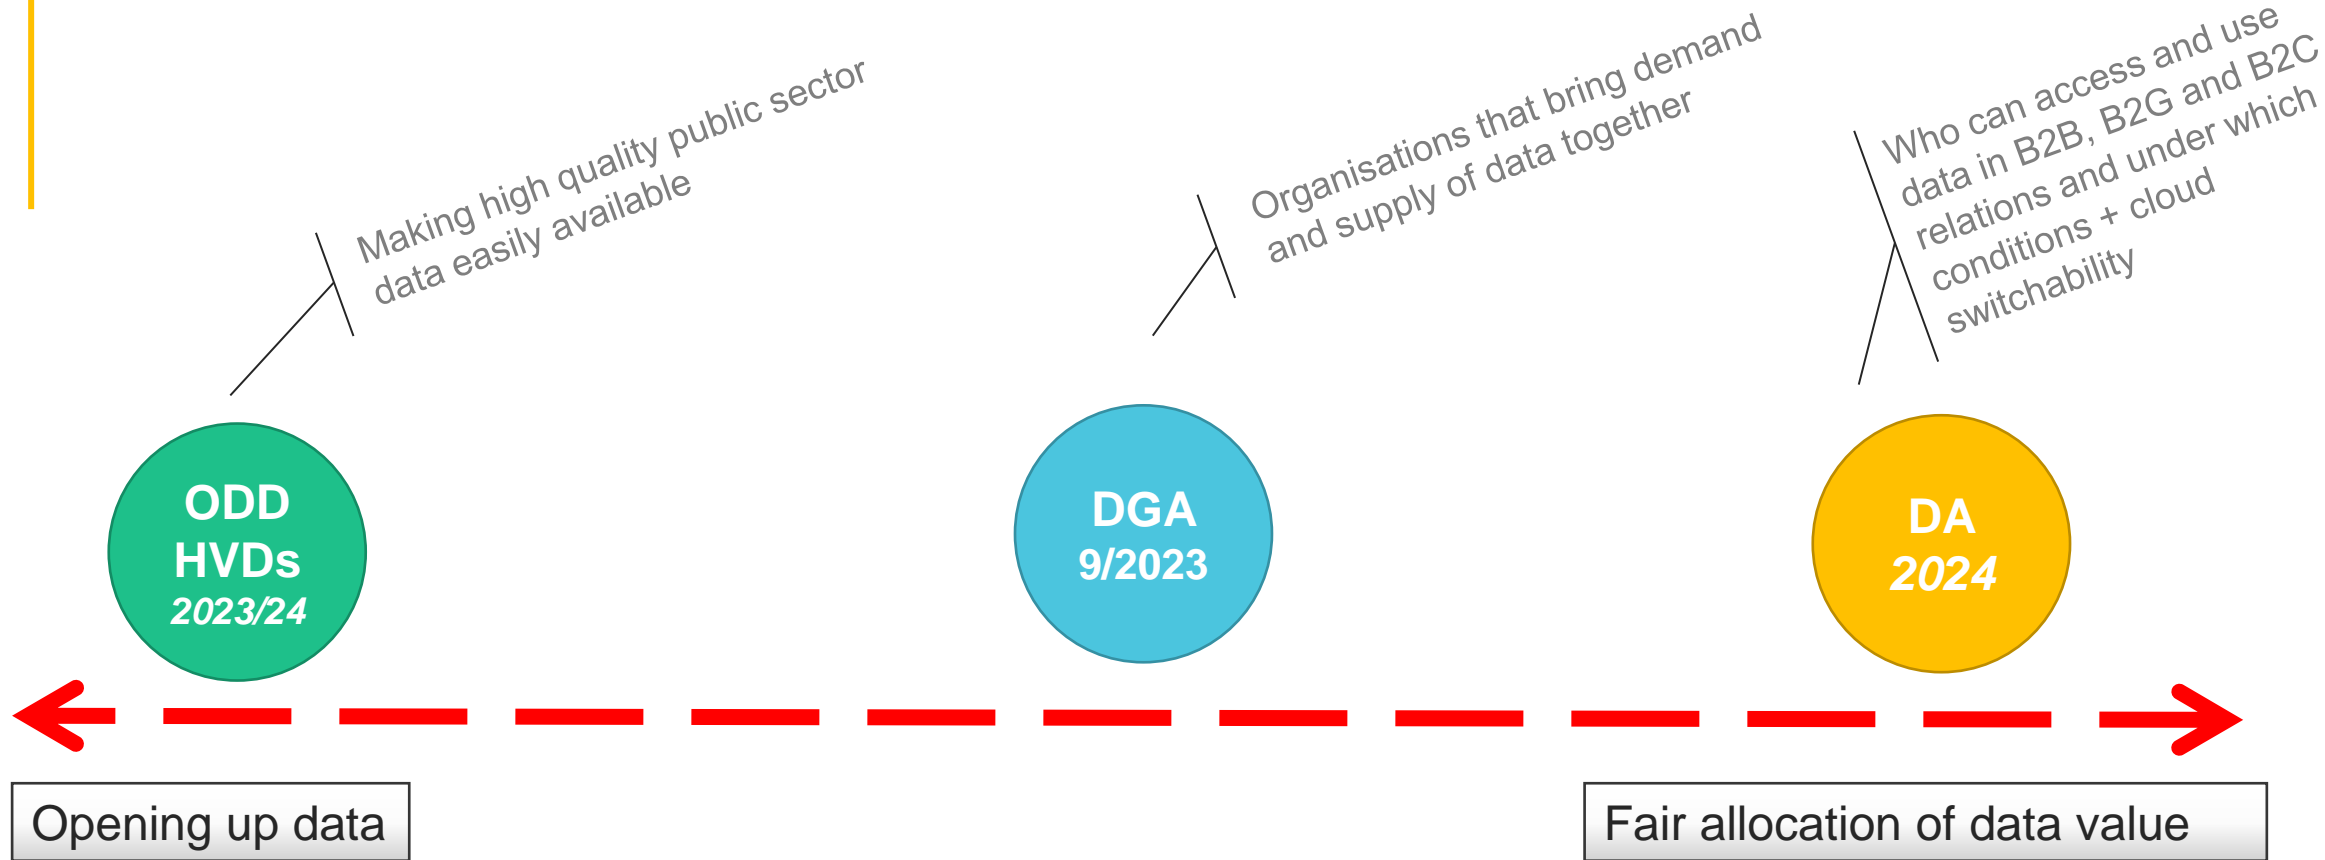 Making high quality public sector
data easily available
Organisations that bring demand
and supply of data together
Who can access and use
data in B2B, B2G and B2C
relations and under which
conditions + cloud
switchability
ODD
HVDs
2023/24
DGA
9/2023
DA
2024
Opening up data
Fair allocation of data value